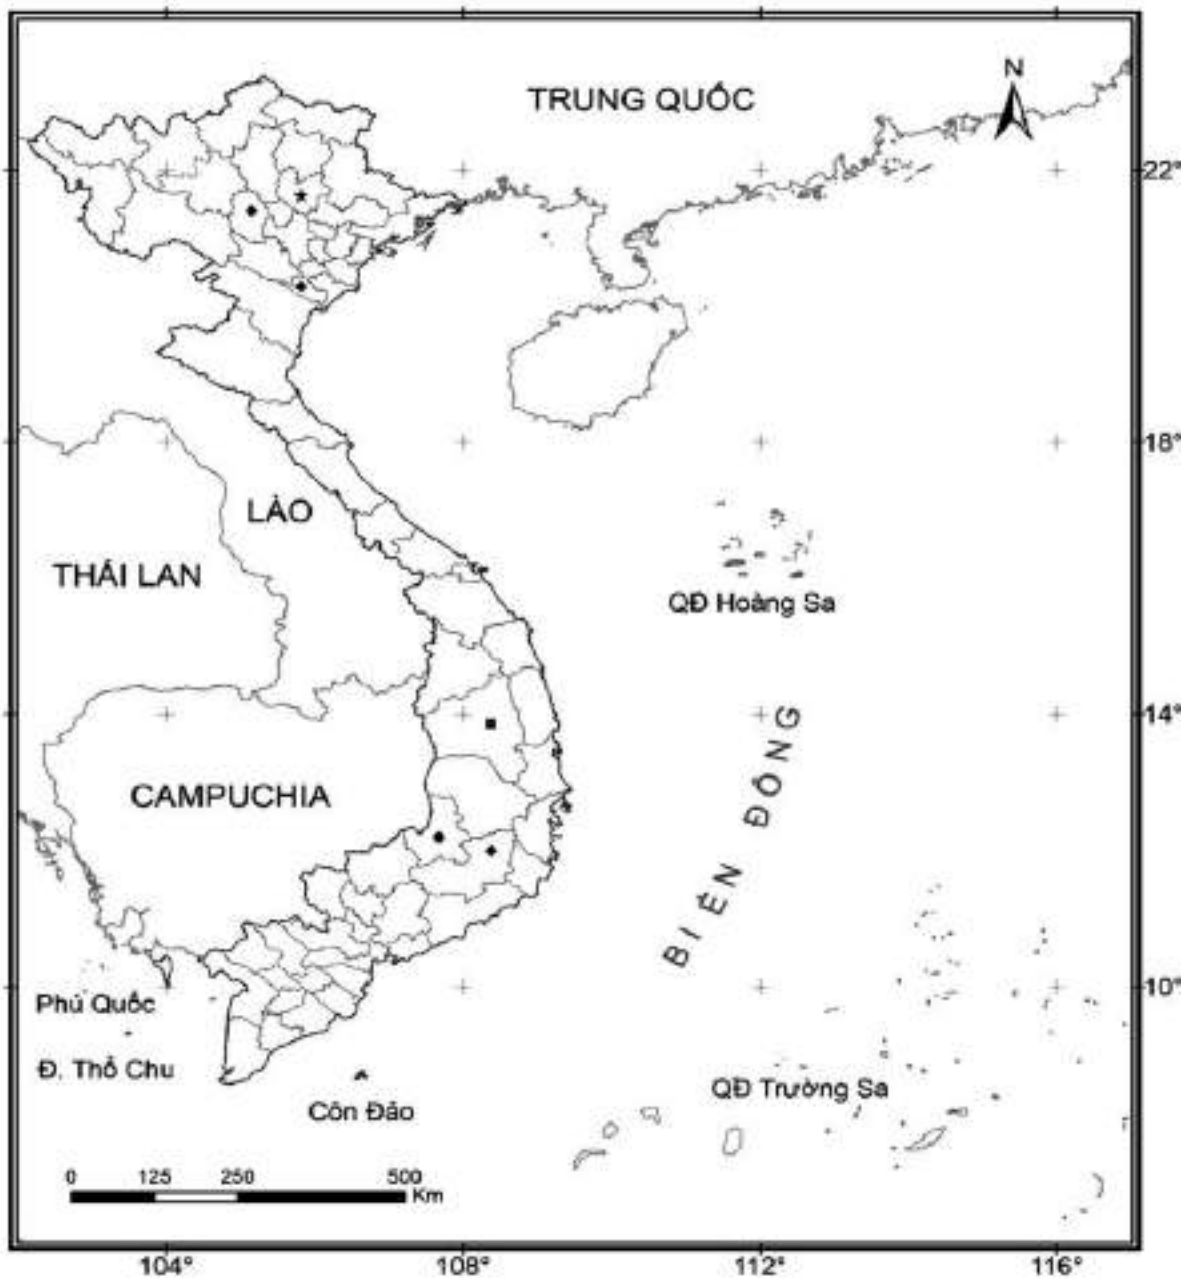 N
TRUNG QUỐC
22°
18°
LÀO
THÁI LAN
QĐ Hoàng Sa
14°
CAMPUCHIA
BIỂN ĐÔNG
10°
Phú Quốc
Đ. Thổ Chu
QĐ Trường Sa
Côn Đảo
0 125 250 500
Km
104° 108° 112° 116°